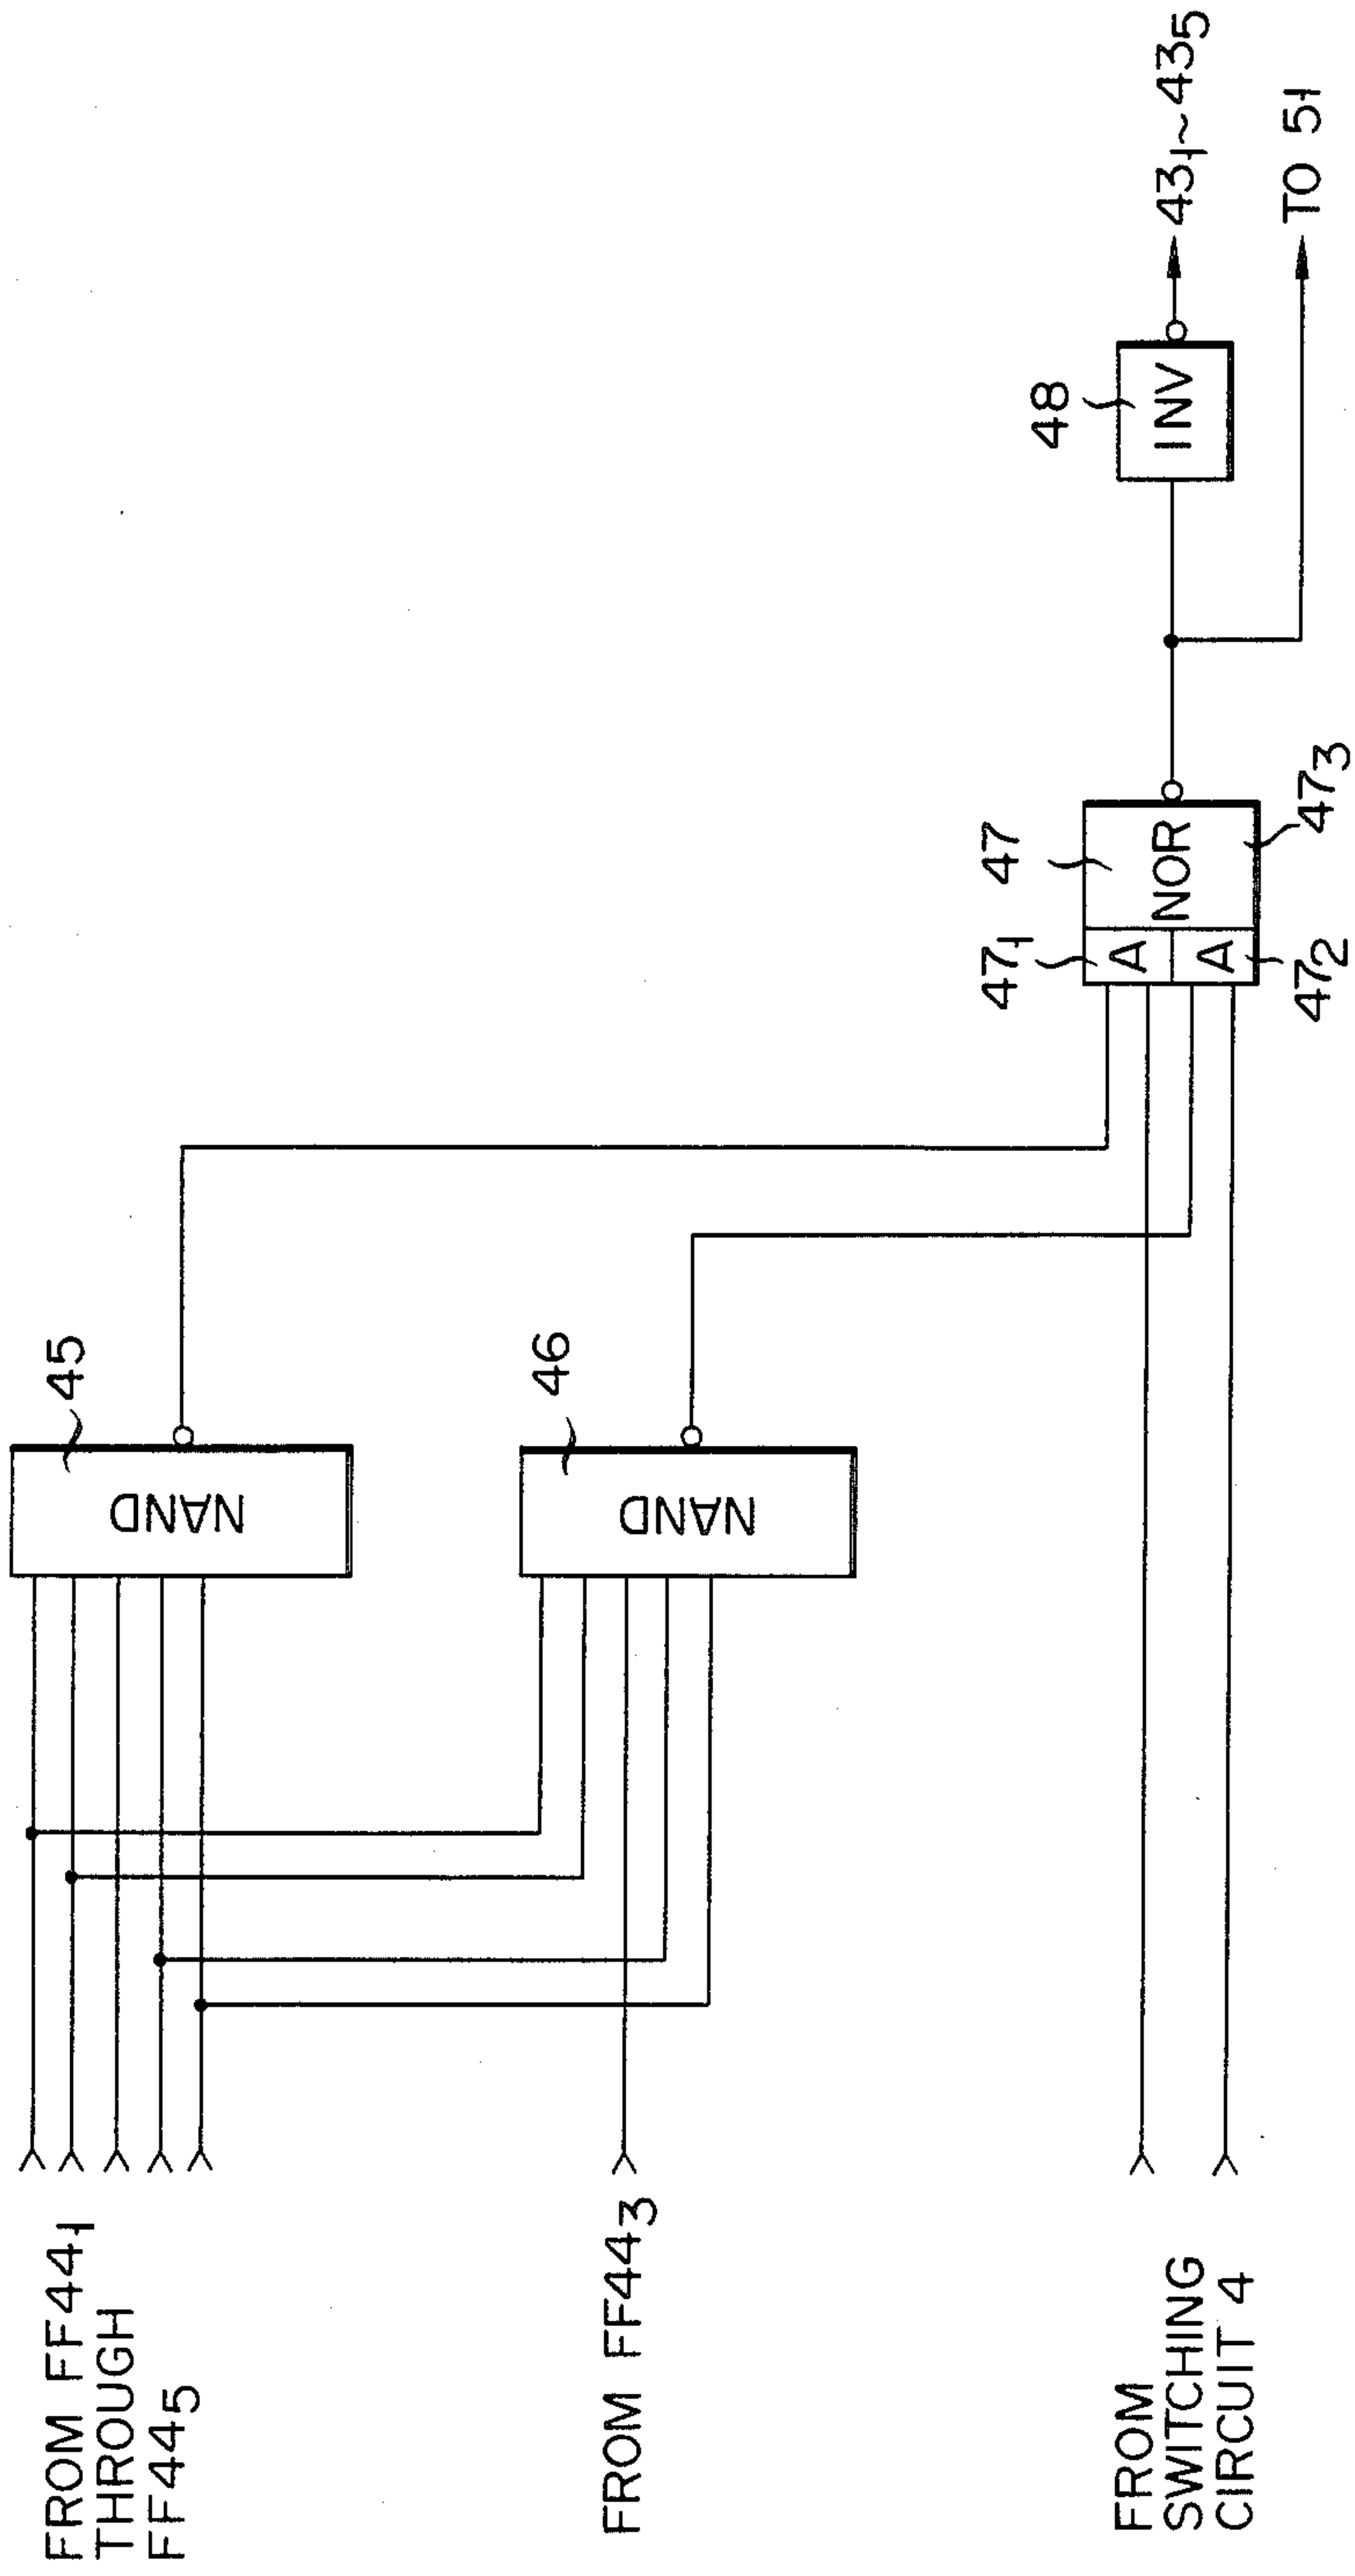 FROM FF44₁
THROUGH
FF44₅
45
NAND
FROM FF44₃
46
NAND
FROM
SWITCHING
CIRCUIT 4
47₁
47
A
A
NOR
47₂
47₃
48
INV
43₁~43₅
TO 51